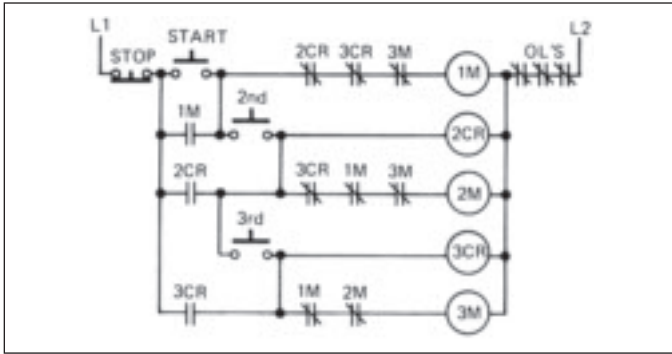 L1
L2
STOP
START
2CR 3CR 3M
1M
OL'S
1M
2nd
2CR
2CR
3CR 1M 3M
2M
3rd
3CR
3CR
1M 2M
3M